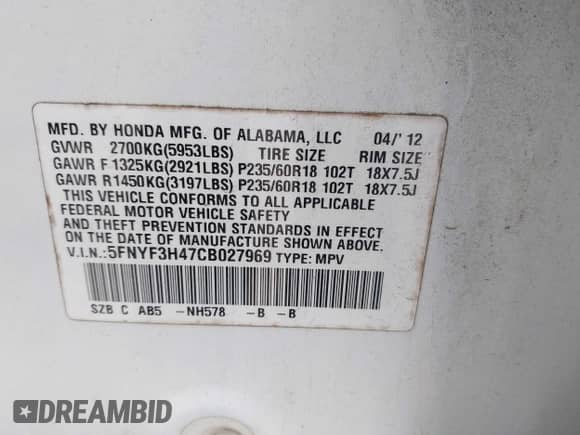 MFD. BY HONDA MFG. OF ALABAMA, LLC 04/'12
GVWR 2700KG(5953LBS) TIRE SIZE RIM SIZE
GAWR F 1325KG(2921LBS) P235/60R18 102T 18X7.5J
GAWR R 1450KG(3197LBS) P235/60R18 102T 18X7.5J
THIS VEHICLE CONFORMS TO ALL APPLICABLE
FEDERAL MOTOR VEHICLE SAFETY
AND THEFT PREVENTION STANDARDS IN EFFECT
ON THE DATE OF MANUFACTURE SHOWN ABOVE.
V.I.N.: 5FNYF3H47CB027969 TYPE: MPV
SZB C AB5 -NH578 -B -B
DREAMBID